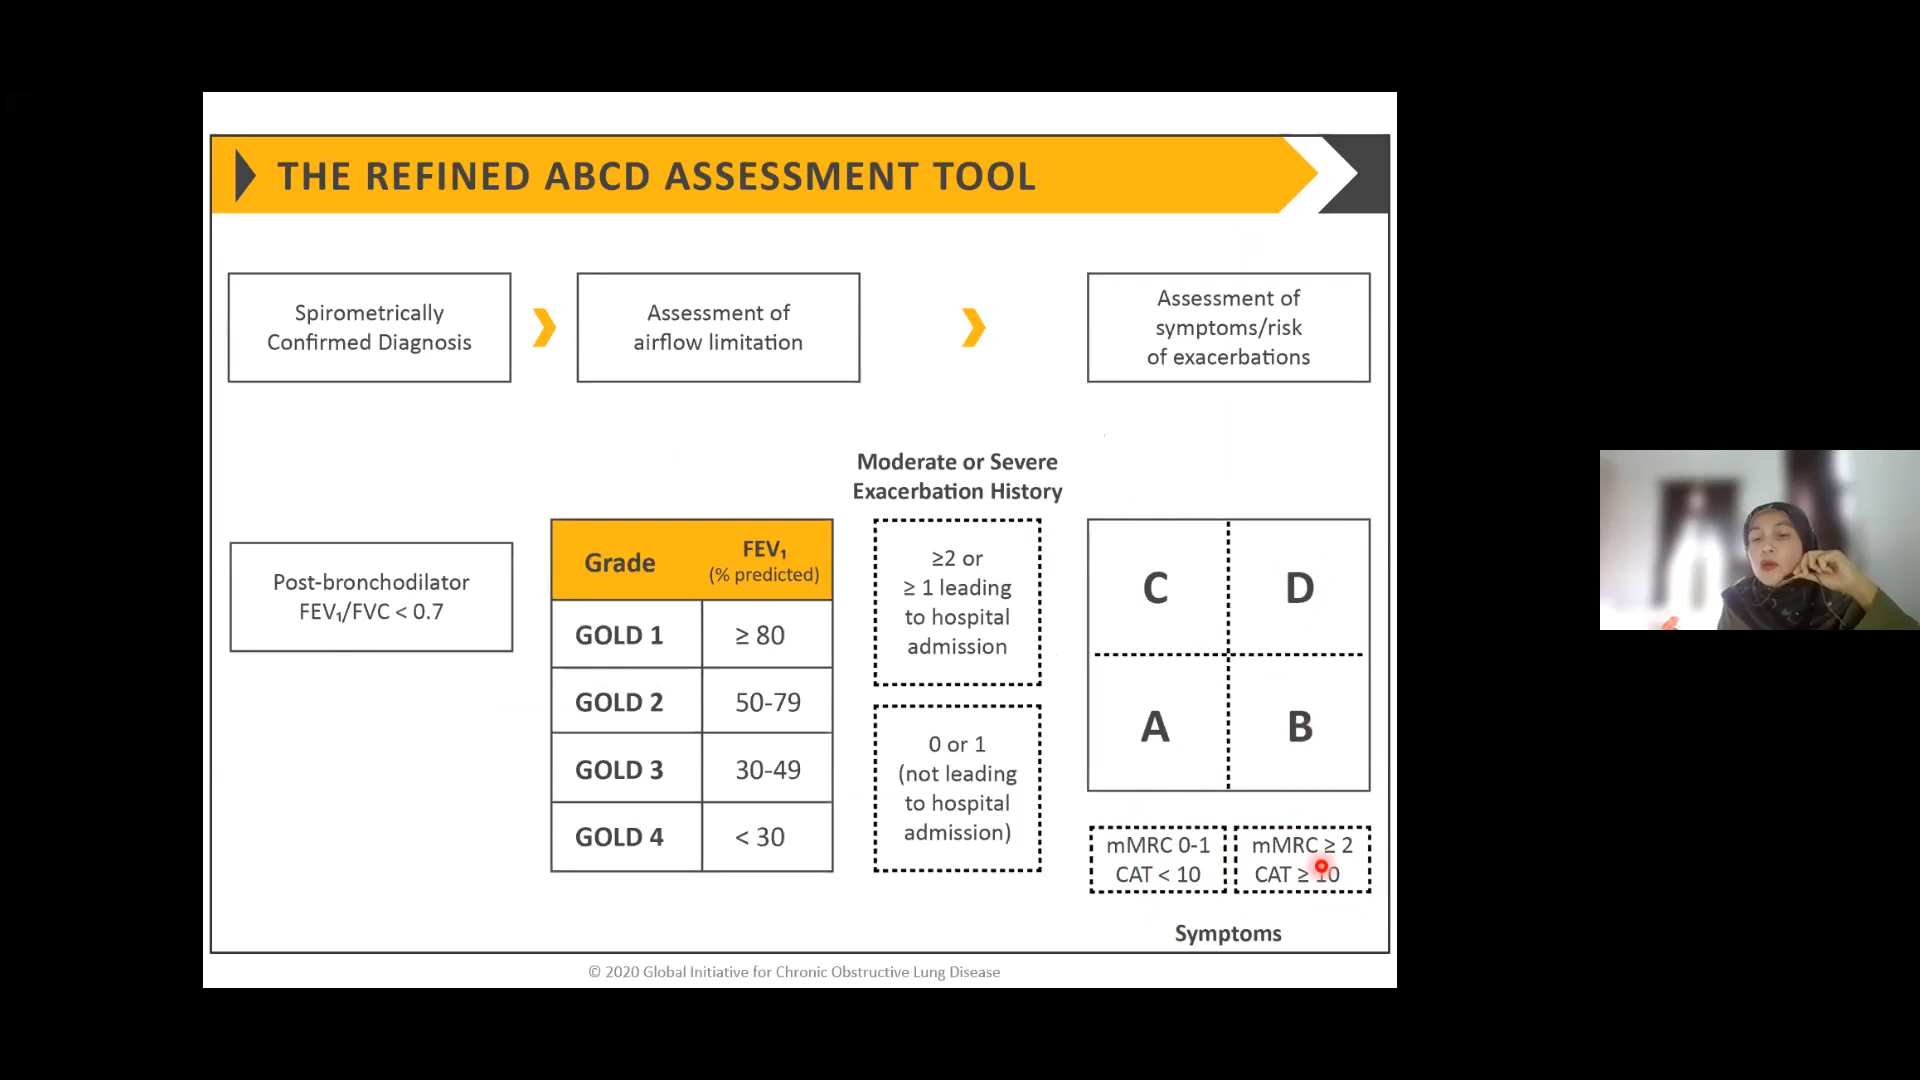 THE REFINED ABCD ASSESSMENT TOOL
Spirometrically
Confirmed Diagnosis
Assessment of
airflow limitation
Assessment of
symptoms/risk
of exacerbations
Post-bronchodilator
FEV₁/FVC < 0.7
Grade FEV₁ (% predicted)
GOLD 1 ≥ 80
GOLD 2 50-79
GOLD 3 30-49
GOLD 4 < 30
Moderate or Severe
Exacerbation History
≥2 or
≥ 1 leading
to hospital
admission
0 or 1
(not leading
to hospital
admission)
C D
A B
mMRC 0-1
CAT < 10
mMRC ≥ 2
CAT ≥ 10
Symptoms
© 2020 Global Initiative for Chronic Obstructive Lung Disease